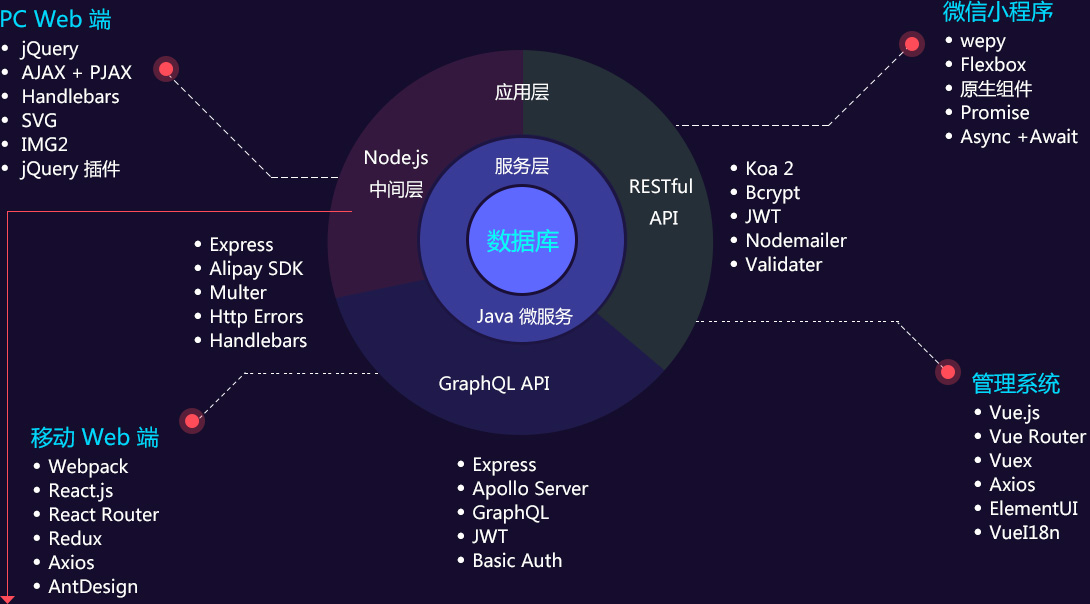 PC Web 端
• jQuery
• AJAX + PJAX
• Handlebars
• SVG
• IMG2
• jQuery 插件
微信小程序
• wepy
• Flexbox
• 原生组件
• Promise
• Async +Await
应用层
Node.js
中间层
服务层
数据库
Java 微服务
RESTful
API
GraphQL API
• Koa 2
• Bcrypt
• JWT
• Nodemailer
• Validater
• Express
• Alipay SDK
• Multer
• Http Errors
• Handlebars
移动 Web 端
• Webpack
• React.js
• React Router
• Redux
• Axios
• AntDesign
• Express
• Apollo Server
• GraphQL
• JWT
• Basic Auth
管理系统
• Vue.js
• Vue Router
• Vuex
• Axios
• ElementUI
• VueI18n